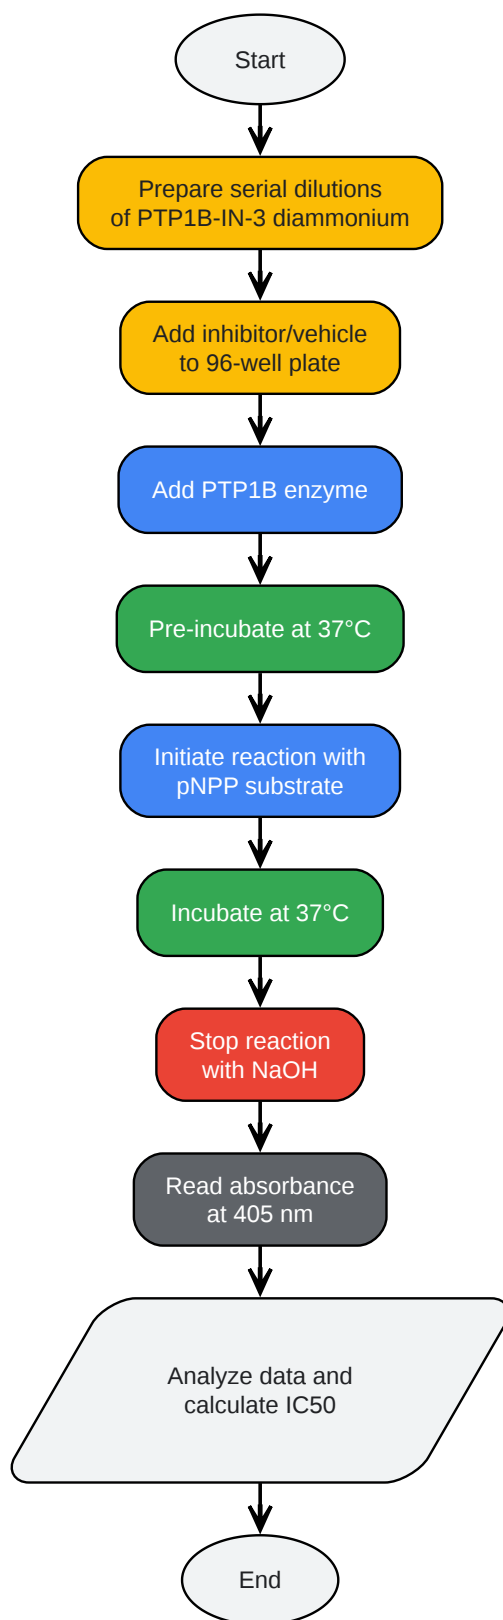 Start
Prepare serial dilutions
of PTP1B-IN-3 diammonium
Add inhibitor/vehicle
to 96-well plate
Add PTP1B enzyme
Pre-incubate at 37°C
Initiate reaction with
pNPP substrate
Incubate at 37°C
Stop reaction
with NaOH
Read absorbance
at 405 nm
Analyze data and
calculate IC50
End